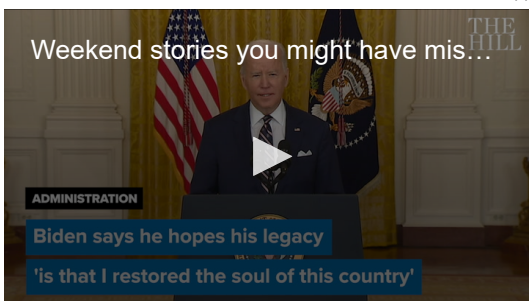 Weekend stories you might have mis...
THE
HILL
ADMINISTRATION
Biden says he hopes his legacy
'is that I restored the soul of this country'